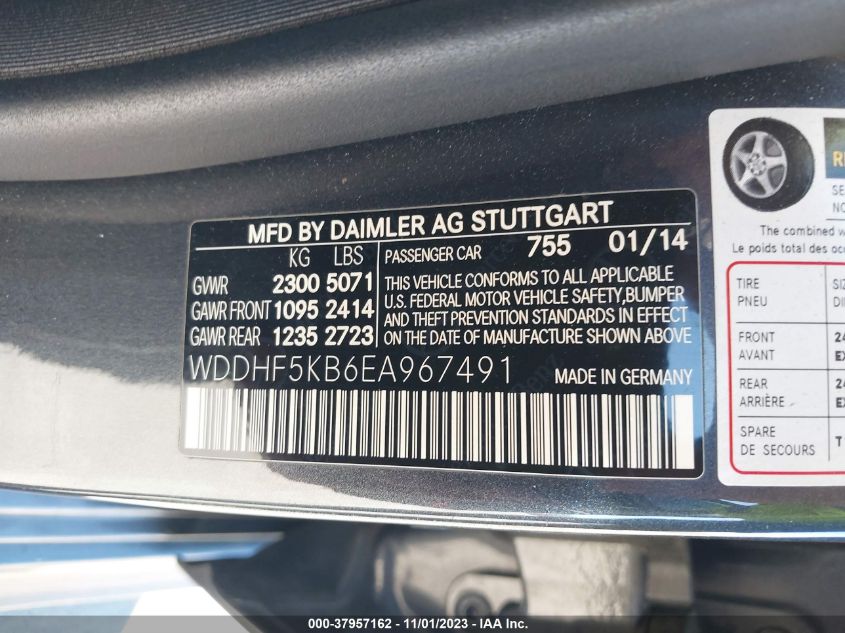 MFD BY DAIMLER AG STUTTGART
KG LBS
GVWR 2300 5071
GAWR FRONT 1095 2414
GAWR REAR 1235 2723
PASSENGER CAR 755 01/14
THIS VEHICLE CONFORMS TO ALL APPLICABLE
U.S. FEDERAL MOTOR VEHICLE SAFETY,BUMPER
AND THEFT PREVENTION STANDARDS IN EFFECT
ON THE DATE OF MANUFACTURE SHOWN ABOVE
WDDHF5KB6EA967491 MADE IN GERMANY
The combined
Le poids total des
TIRE
PNEU
FRONT 24
AVANT
REAR 24
ARRIÈRE
SPARE T
DE SECOURS
000-37957162 - 11/01/2023 - IAA Inc.